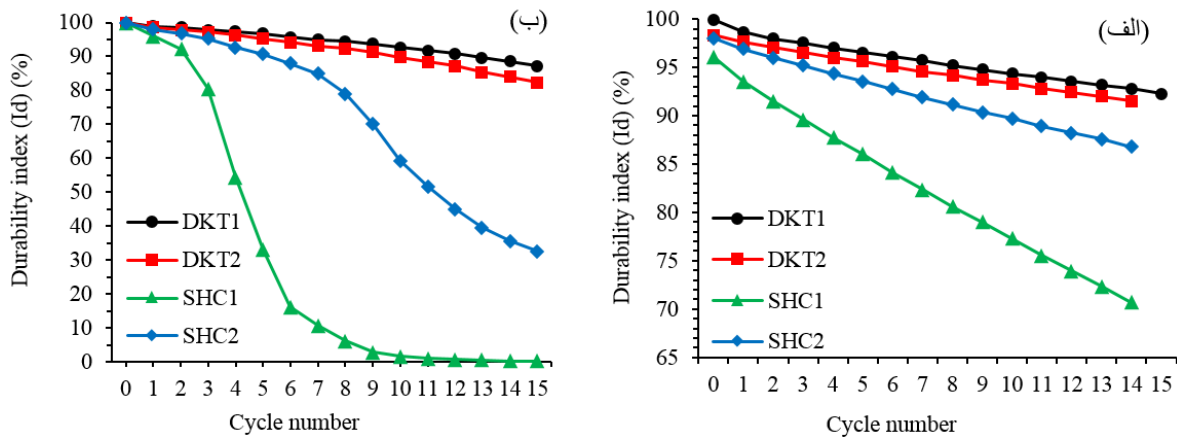 (ب)
Durability index (Id) (%)
100
90
80
70
60
50
40
30
20
10
0
DKT1
DKT2
SHC1
SHC2
0 1 2 3 4 5 6 7 8 9 10 11 12 13 14 15
Cycle number
(الف)
Durability index (Id) (%)
100
95
90
85
80
75
70
65
DKT1
DKT2
SHC1
SHC2
0 1 2 3 4 5 6 7 8 9 10 11 12 13 14 15
Cycle number